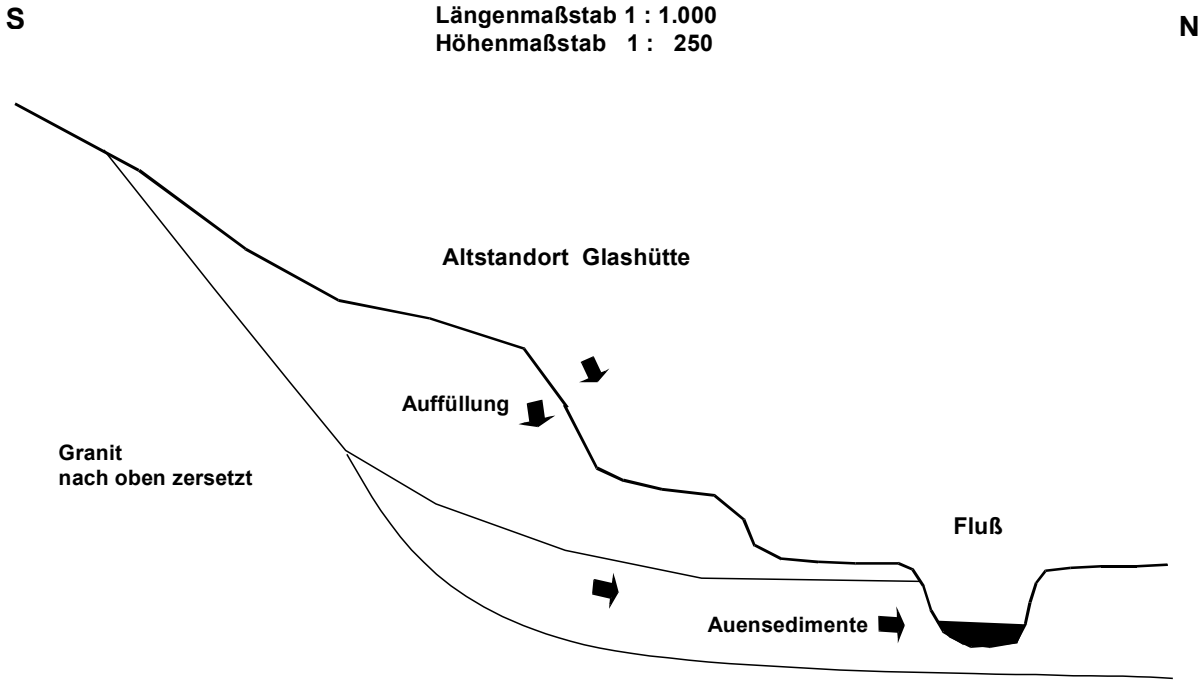 S
Längenmaßstab 1 : 1.000
Höhenmaßstab 1 : 250
N
Altstandort Glashütte
Auffüllung
Granit
nach oben zersetzt
Fluß
Auensedimente